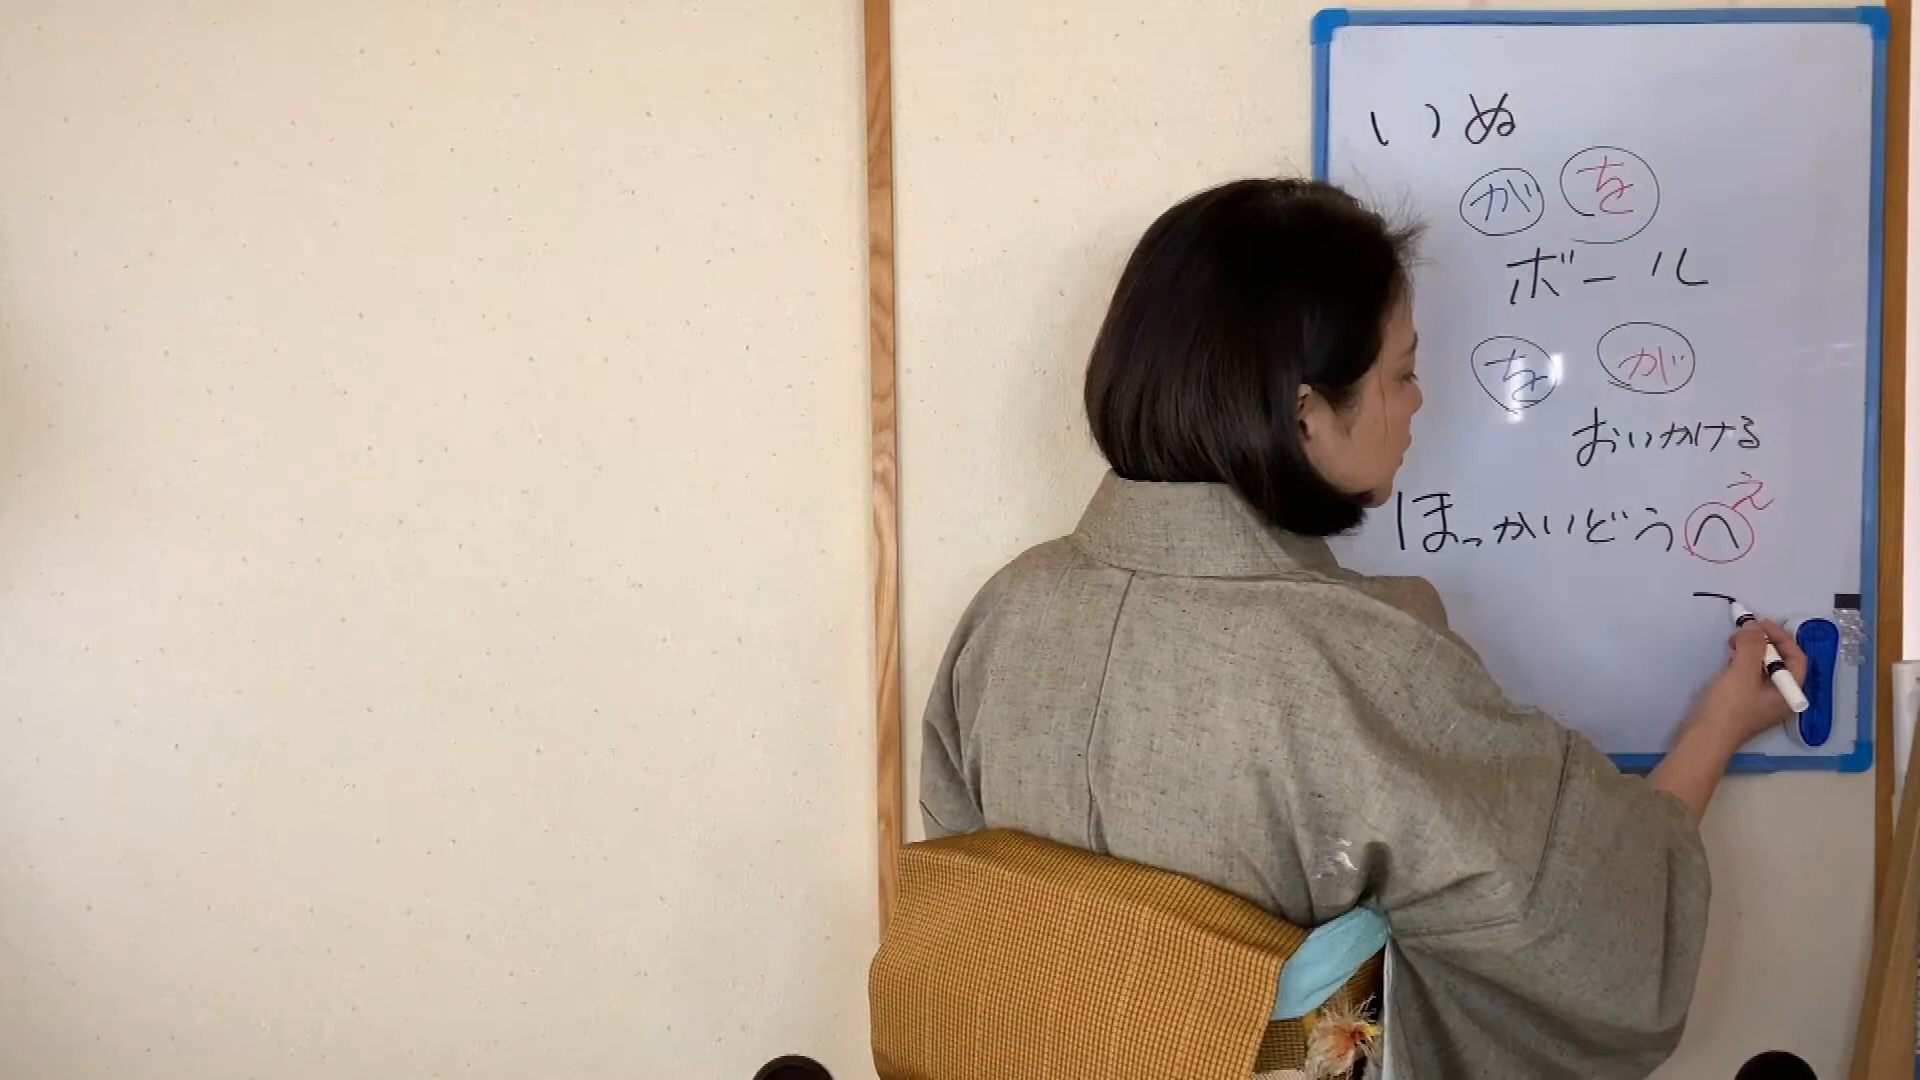 いぬ
が を
ボール
を が
おいかける
え
ほっかいどうへ